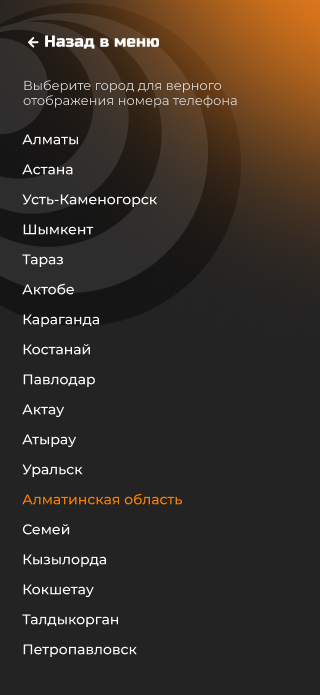 ← Назад в меню
Выберите город для верного
отображения номера телефона
Алматы
Астана
Усть-Каменогорск
Шымкент
Тараз
Актобе
Караганда
Костанай
Павлодар
Актау
Атырау
Уральск
Алматинская область
Семей
Кызылорда
Кокшетау
Талдыкорган
Петропавловск